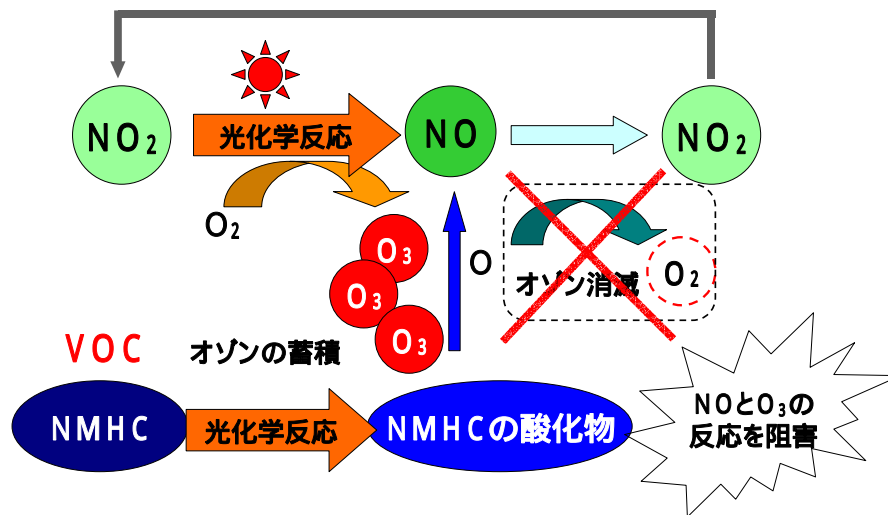 NO₂
光化学反応
NO
NO₂
O₂
O₃
O₃
O₃
O
オゾン消滅
O₂
VOC
オゾンの蓄積
NMHC
光化学反応
NMHCの酸化物
NOとO₃の
反応を阻害